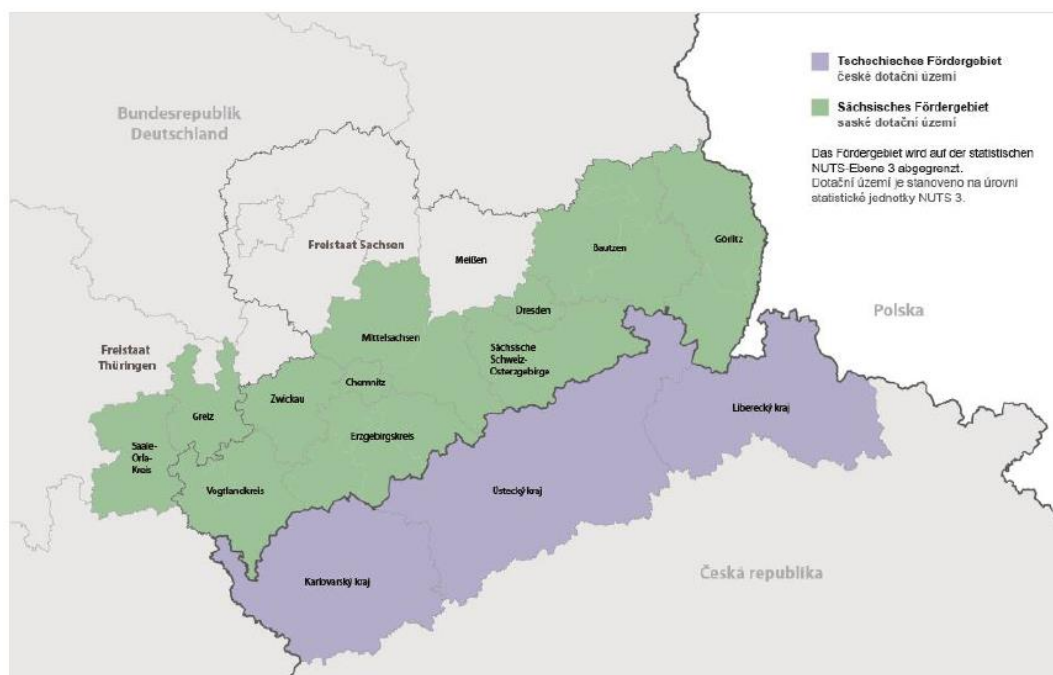 Tschechisches Fördergebiet
české dotační území
Sächsisches Fördergebiet
saské dotační území
Das Fördergebiet wird auf der statistischen
NUTS-Ebene 3 abgegrenzt.
Dotační území je stanoveno na úrovni
statistické jednotky NUTS 3.
Bundesrepublik
Deutschland
Freistaat Sachsen
Meißen
Bautzen
Görlitz
Dresden
Polska
Mittelsachsen
Sächsische
Schweiz-
Osterzgebirge
Freistaat
Thüringen
Chemnitz
Zwickau
Greiz
Liberecký kraj
Erzgebirgskreis
Saale-
Orla-
Kreis
Vogtlandkreis
Ústecký kraj
Česká republika
Karlovarský kraj